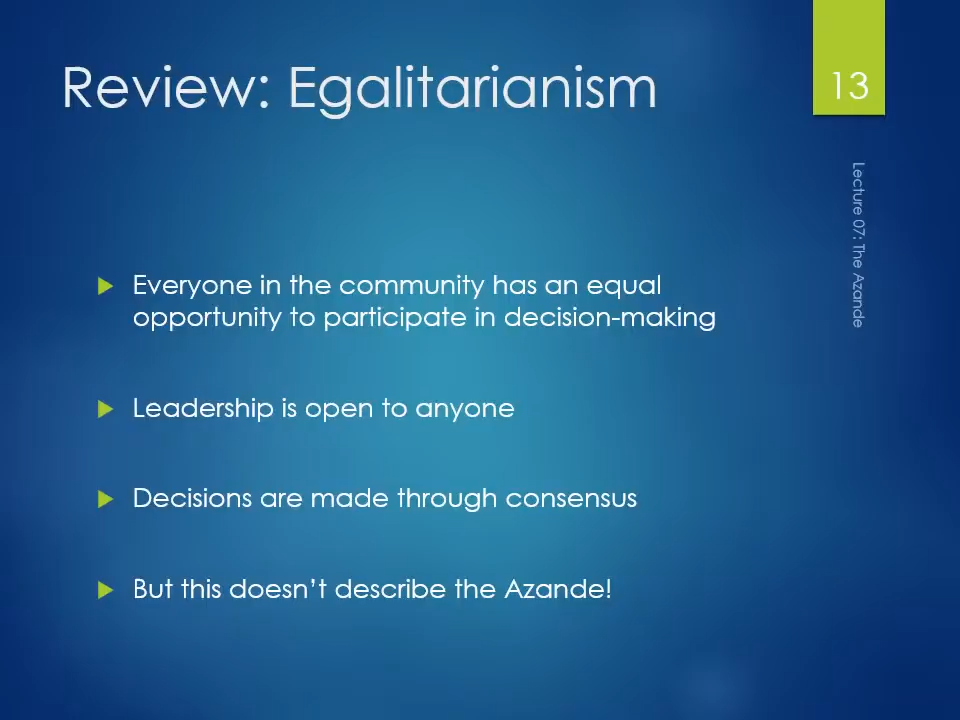 Review: Egalitarianism
13
Lecture 07: The Azande
Everyone in the community has an equal
opportunity to participate in decision-making
Leadership is open to anyone
Decisions are made through consensus
But this doesn’t describe the Azande!